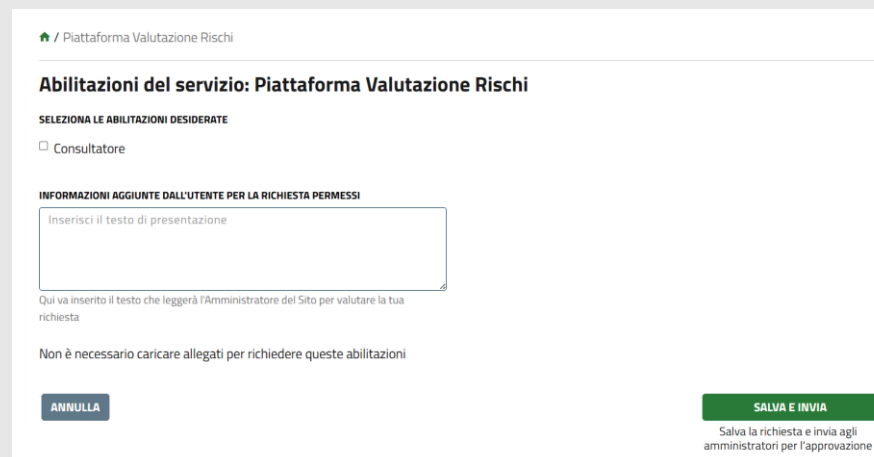 / Piattaforma Valutazione Rischi
Abilitazioni del servizio: Piattaforma Valutazione Rischi
SELEZIONA LE ABILITAZIONI DESIDERATE
Consultatore
INFORMAZIONI AGGIUNTE DALL'UTENTE PER LA RICHIESTA PERMESSI
Inserisci il testo di presentazione
Qui va inserito il testo che leggerà l'Amministratore del Sito per valutare la tua
richiesta
Non è necessario caricare allegati per richiedere queste abilitazioni
ANNULLA
SALVA E INVIA
Salva la richiesta e invia agli
amministratori per l'approvazione